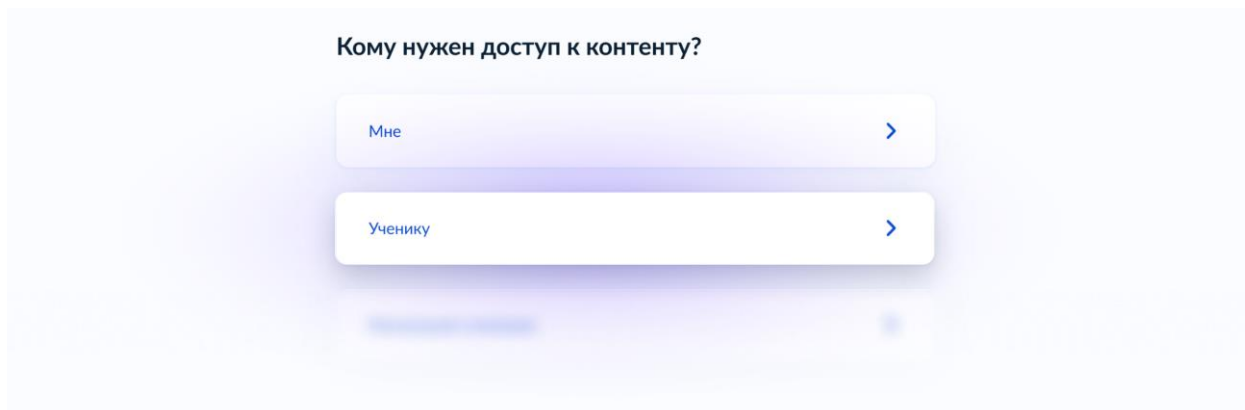 Кому нужен доступ к контенту?
Мне
Ученику